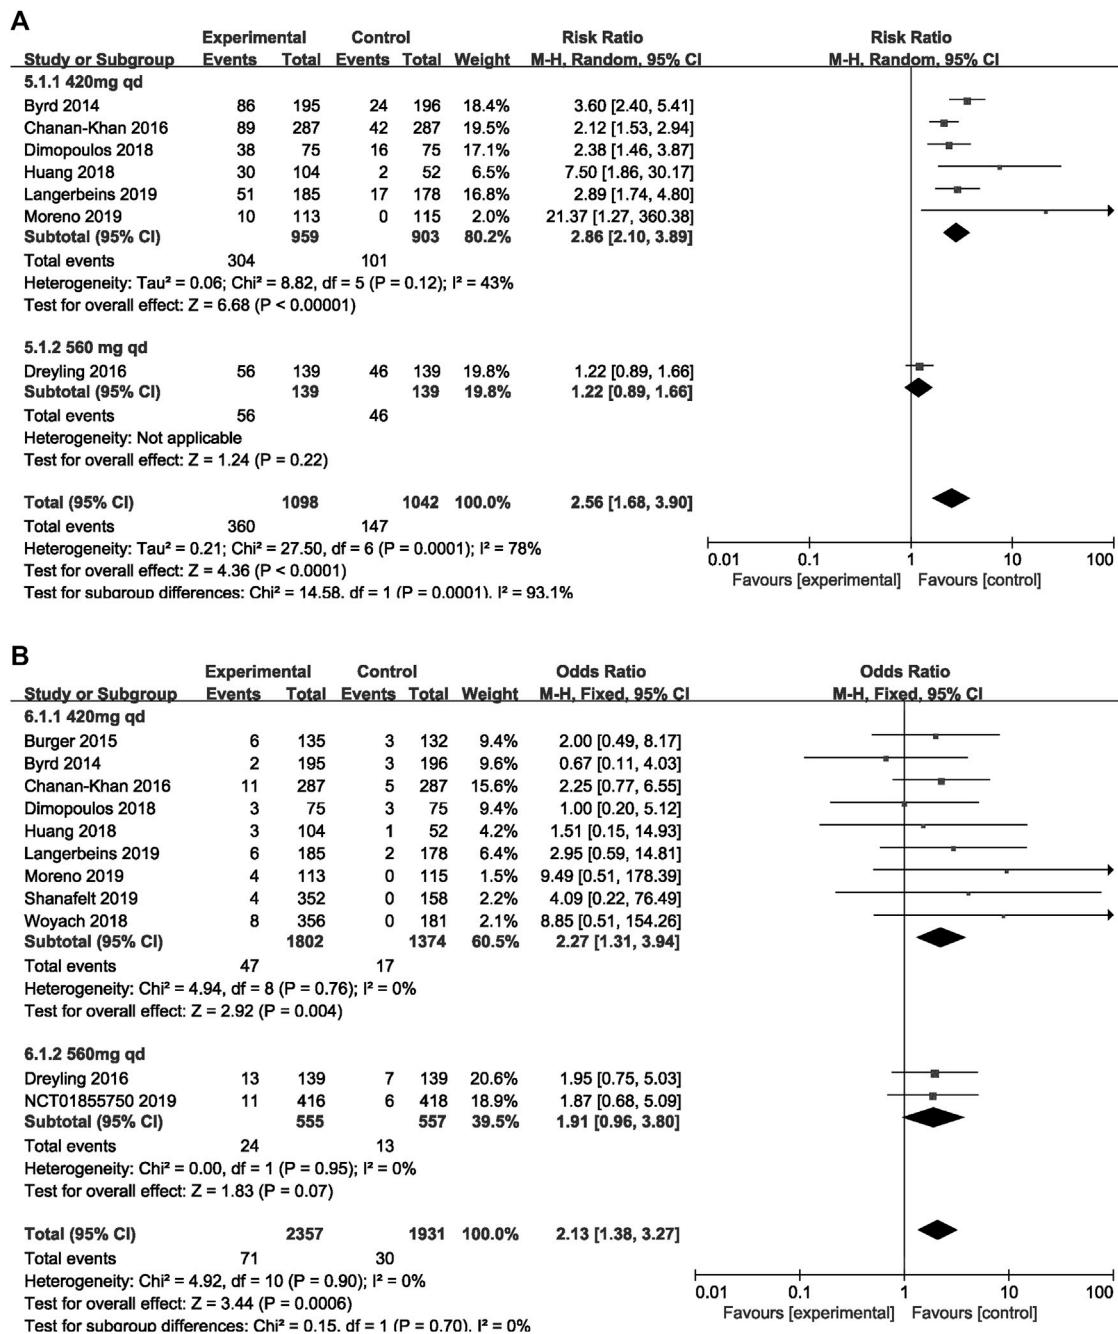 A
Experimental Control Risk Ratio Risk Ratio
Study or Subgroup Events Total Events Total Weight M-H, Random, 95% CI M-H, Random, 95% CI
5.1.1 420mg qd
Byrd 2014 86 195 24 196 18.4% 3.60 [2.40, 5.41]
Chanan-Khan 2016 89 287 42 287 19.5% 2.12 [1.53, 2.94]
Dimopoulos 2018 38 75 16 75 17.1% 2.38 [1.46, 3.87]
Huang 2018 30 104 2 52 6.5% 7.50 [1.86, 30.17]
Langerbeins 2019 51 185 17 178 16.8% 2.89 [1.74, 4.80]
Moreno 2019 10 113 0 115 2.0% 21.37 [1.27, 360.38]
Subtotal (95% CI) 959 903 80.2% 2.86 [2.10, 3.89]
Total events 304 101
Heterogeneity: Tau² = 0.06; Chi² = 8.82, df = 5 (P = 0.12); I² = 43%
Test for overall effect: Z = 6.68 (P < 0.00001)
5.1.2 560 mg qd
Dreyling 2016 56 139 46 139 19.8% 1.22 [0.89, 1.66]
Subtotal (95% CI) 139 139 19.8% 1.22 [0.89, 1.66]
Total events 56 46
Heterogeneity: Not applicable
Test for overall effect: Z = 1.24 (P = 0.22)
Total (95% CI) 1098 1042 100.0% 2.56 [1.68, 3.90]
Total events 360 147
Heterogeneity: Tau² = 0.21; Chi² = 27.50, df = 6 (P = 0.0001); I² = 78%
Test for overall effect: Z = 4.36 (P < 0.0001)
Test for subgroup differences: Chi² = 14.58, df = 1 (P = 0.0001), I² = 93.1%
0.01 0.1 1 10 100
Favours [experimental] Favours [control]
B
Experimental Control Odds Ratio Odds Ratio
Study or Subgroup Events Total Events Total Weight M-H, Fixed, 95% CI M-H, Fixed, 95% CI
6.1.1 420mg qd
Burger 2015 6 135 3 132 9.4% 2.00 [0.49, 8.17]
Byrd 2014 2 195 3 196 9.6% 0.67 [0.11, 4.03]
Chanan-Khan 2016 11 287 5 287 15.6% 2.25 [0.77, 6.55]
Dimopoulos 2018 3 75 3 75 9.4% 1.00 [0.20, 5.12]
Huang 2018 3 104 1 52 4.2% 1.51 [0.15, 14.93]
Langerbeins 2019 6 185 2 178 6.4% 2.95 [0.59, 14.81]
Moreno 2019 4 113 0 115 1.5% 9.49 [0.51, 178.39]
Shanafelt 2019 4 352 0 158 2.2% 4.09 [0.22, 76.49]
Woyach 2018 8 356 0 181 2.1% 8.85 [0.51, 154.26]
Subtotal (95% CI) 1802 1374 60.5% 2.27 [1.31, 3.94]
Total events 47 17
Heterogeneity: Chi² = 4.94, df = 8 (P = 0.76); I² = 0%
Test for overall effect: Z = 2.92 (P = 0.004)
6.1.2 560mg qd
Dreyling 2016 13 139 7 139 20.6% 1.95 [0.75, 5.03]
NCT01855750 2019 11 416 6 418 18.9% 1.87 [0.68, 5.09]
Subtotal (95% CI) 555 557 39.5% 1.91 [0.96, 3.80]
Total events 24 13
Heterogeneity: Chi² = 0.00, df = 1 (P = 0.95); I² = 0%
Test for overall effect: Z = 1.83 (P = 0.07)
Total (95% CI) 2357 1931 100.0% 2.13 [1.38, 3.27]
Total events 71 30
Heterogeneity: Chi² = 4.92, df = 10 (P = 0.90); I² = 0%
Test for overall effect: Z = 3.44 (P = 0.0006)
Test for subgroup differences: Chi² = 0.15, df = 1 (P = 0.70), I² = 0%
0.01 0.1 1 10 100
Favours [experimental] Favours [control]